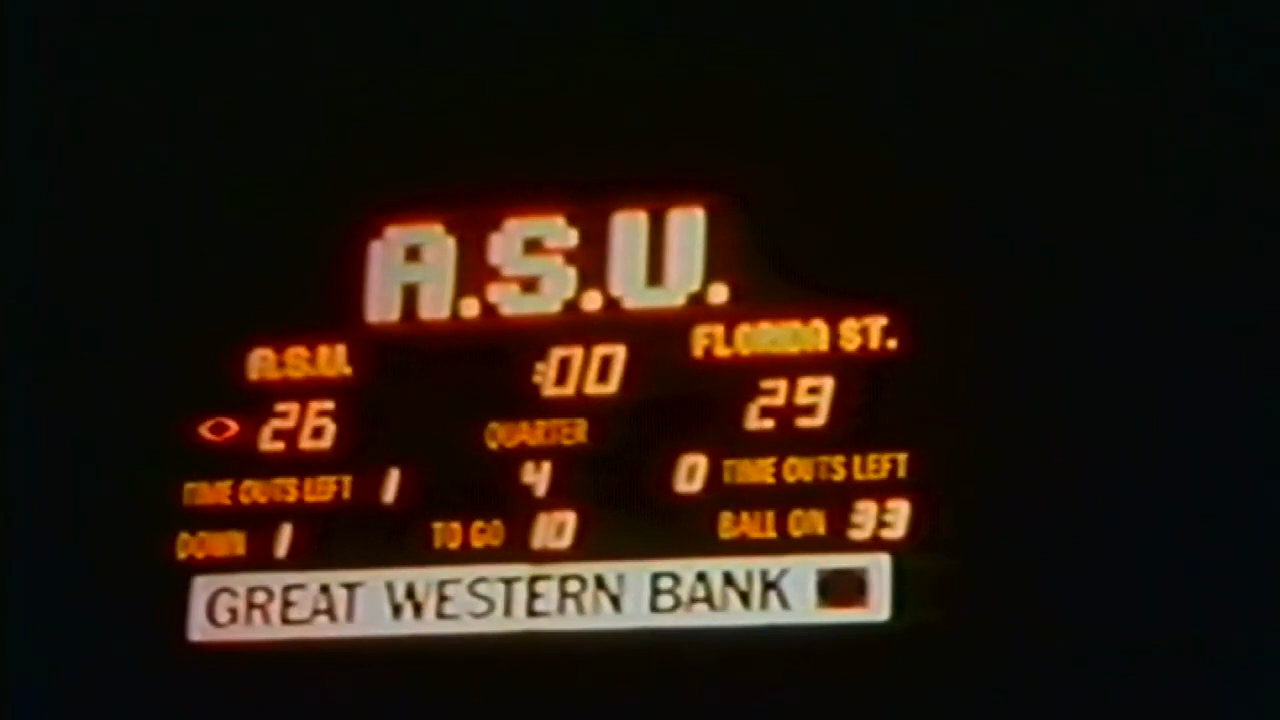 A.S.U.
A.S.U. :00 FLORIDA ST.
26 QUARTER 29
TIME OUTS LEFT 1 4 0 TIME OUTS LEFT
DOWN 1 TO GO 10 BALL ON 33
GREAT WESTERN BANK